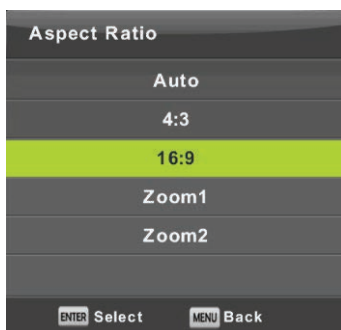 Aspect Ratio
Auto
4:3
16:9
Zoom1
Zoom2
ENTER Select MENU Back